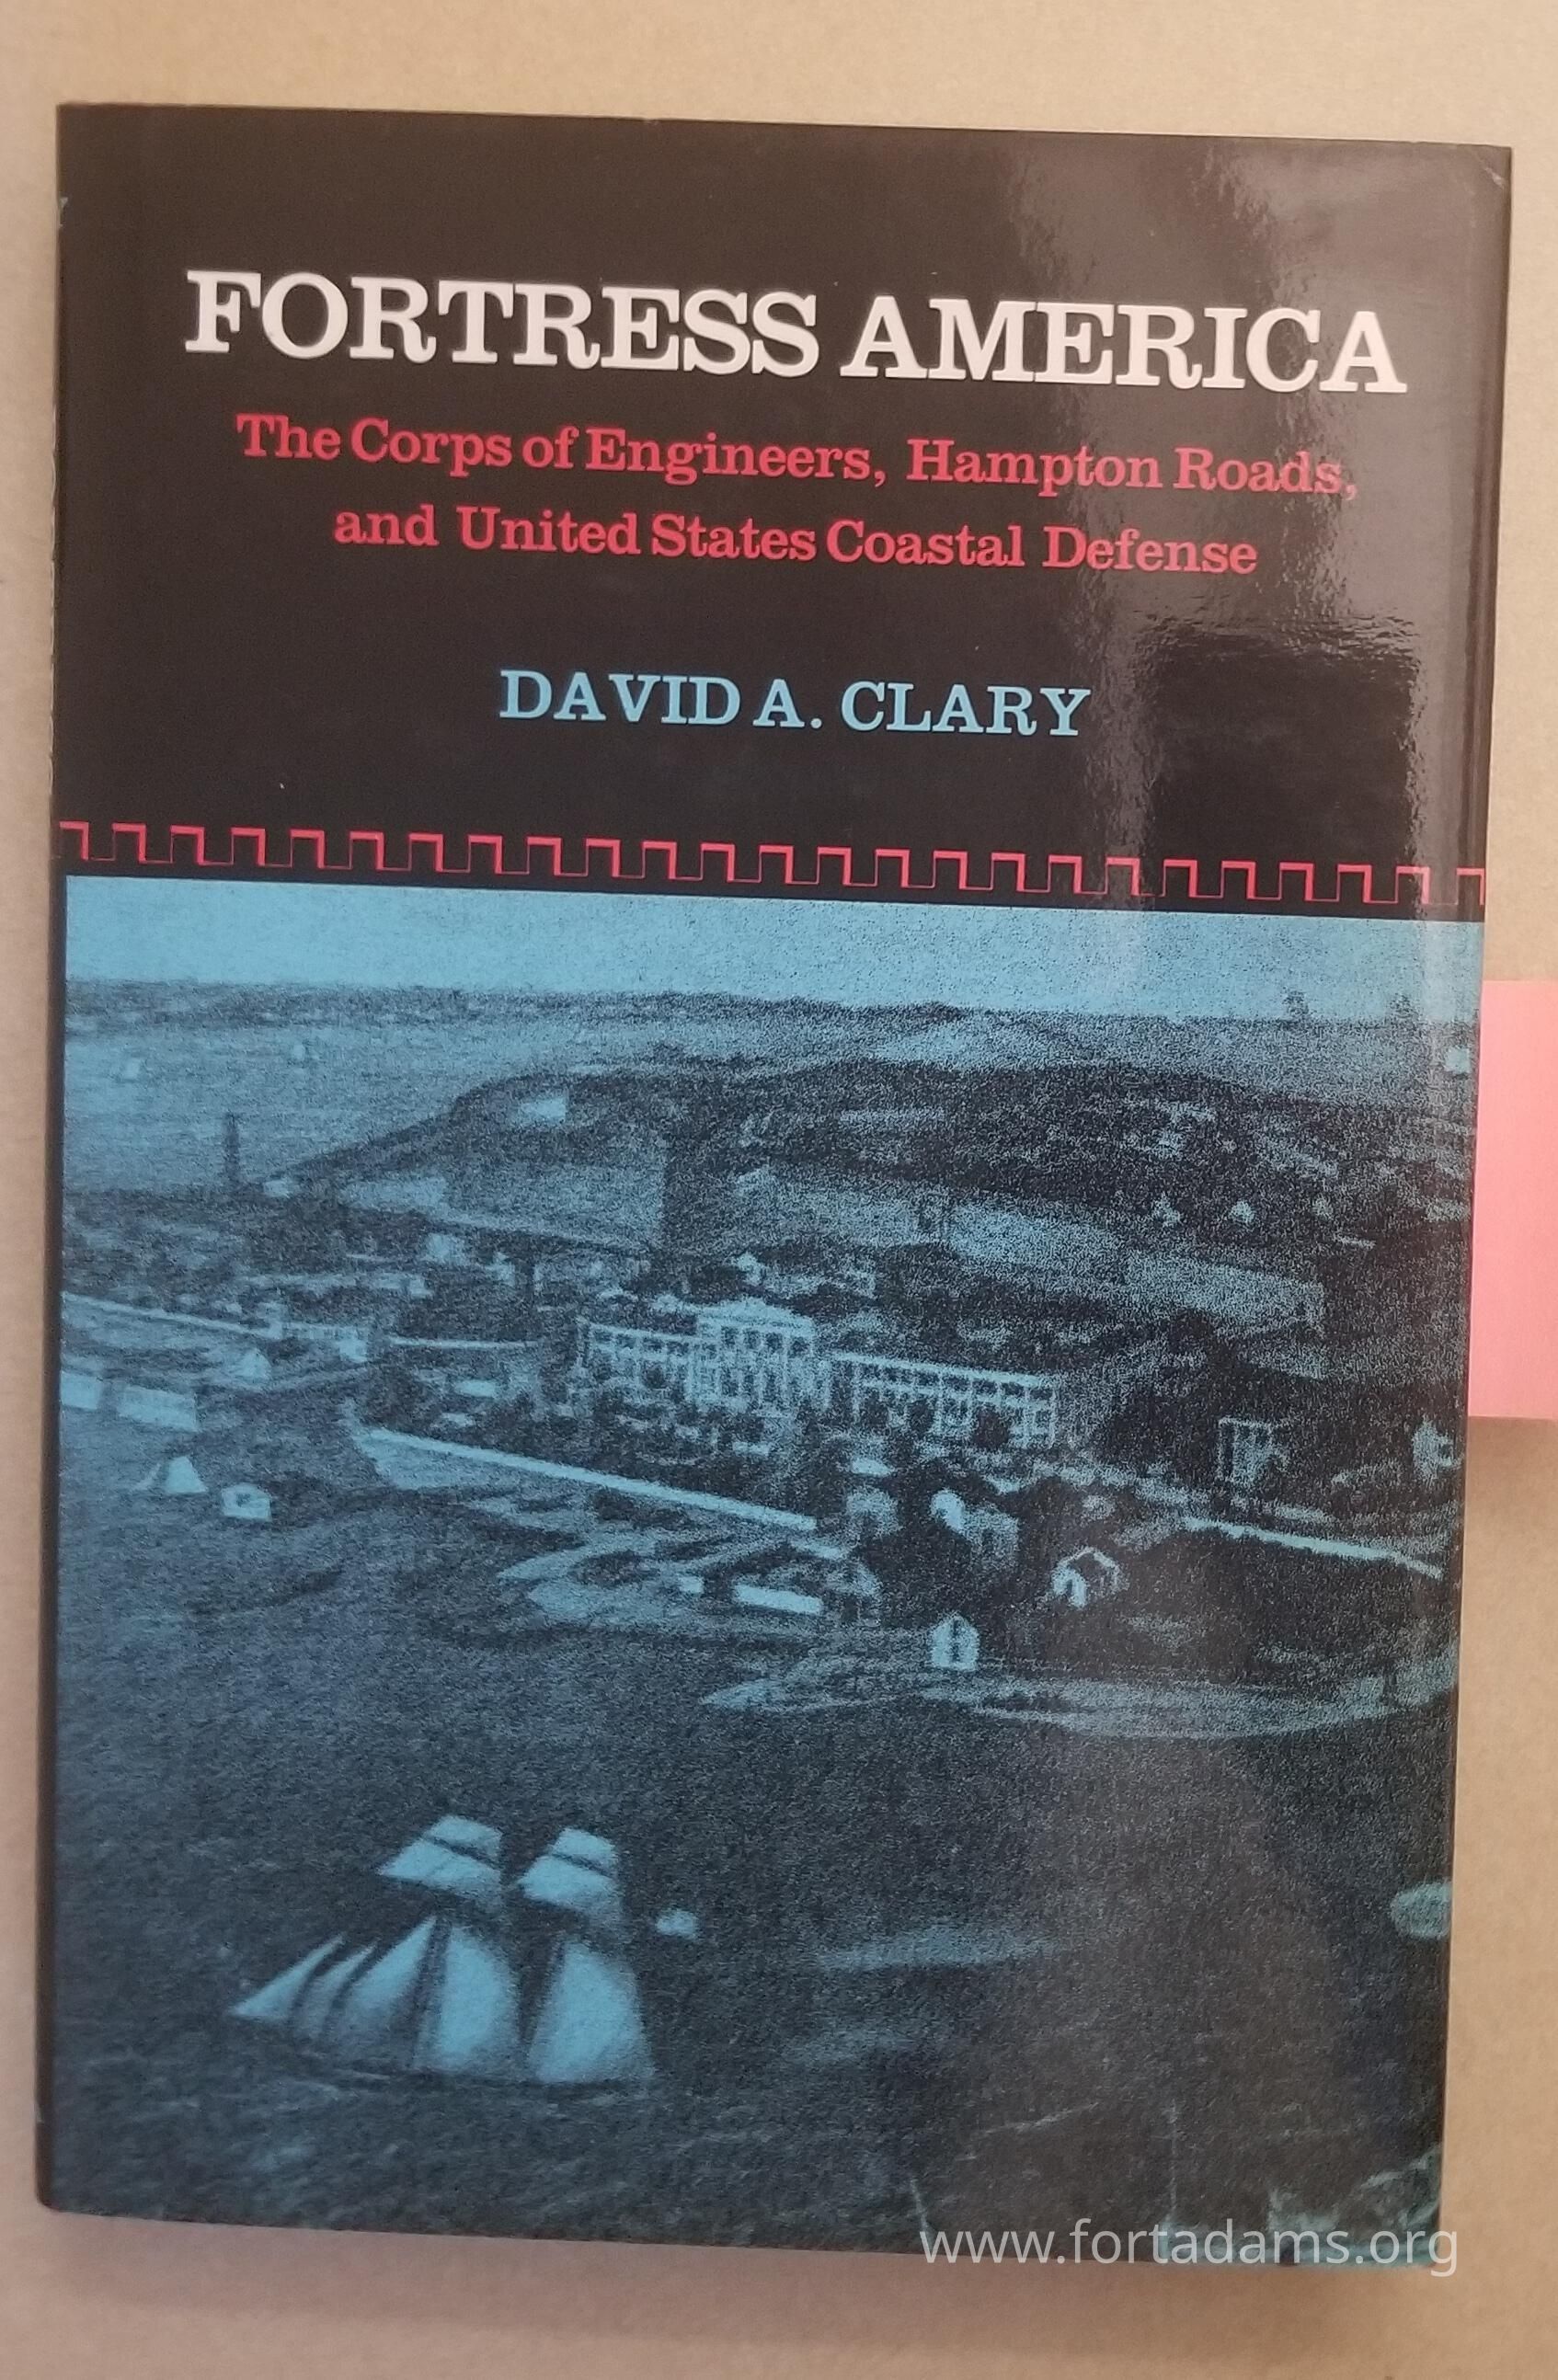 FORTRESS AMERICA
The Corps of Engineers, Hampton Roads,
and United States Coastal Defense
DAVID A. CLARY
www.fortadams.org